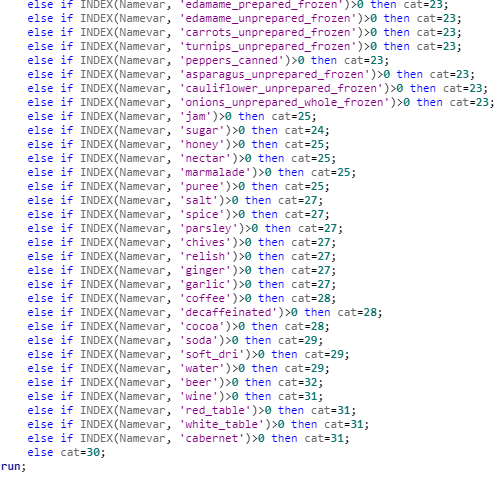 else if INDEX(Namevar, 'edamame_prepared_frozen')>0 then cat=23;
else if INDEX(Namevar, 'edamame_unprepared_frozen')>0 then cat=23;
else if INDEX(Namevar, 'carrots_unprepared_frozen')>0 then cat=23;
else if INDEX(Namevar, 'turnips_unprepared_frozen')>0 then cat=23;
else if INDEX(Namevar, 'peppers_canned')>0 then cat=23;
else if INDEX(Namevar, 'asparagus_unprepared_frozen')>0 then cat=23;
else if INDEX(Namevar, 'cauliflower_unprepared_frozen')>0 then cat=23;
else if INDEX(Namevar, 'onions_unprepared_whole_frozen')>0 then cat=23;
else if INDEX(Namevar, 'jam')>0 then cat=25;
else if INDEX(Namevar, 'sugar')>0 then cat=24;
else if INDEX(Namevar, 'honey')>0 then cat=25;
else if INDEX(Namevar, 'nectar')>0 then cat=25;
else if INDEX(Namevar, 'marmalade')>0 then cat=25;
else if INDEX(Namevar, 'puree')>0 then cat=25;
else if INDEX(Namevar, 'salt')>0 then cat=27;
else if INDEX(Namevar, 'spice')>0 then cat=27;
else if INDEX(Namevar, 'parsley')>0 then cat=27;
else if INDEX(Namevar, 'chives')>0 then cat=27;
else if INDEX(Namevar, 'relish')>0 then cat=27;
else if INDEX(Namevar, 'ginger')>0 then cat=27;
else if INDEX(Namevar, 'garlic')>0 then cat=27;
else if INDEX(Namevar, 'coffee')>0 then cat=28;
else if INDEX(Namevar, 'decaffeinated')>0 then cat=28;
else if INDEX(Namevar, 'cocoa')>0 then cat=28;
else if INDEX(Namevar, 'soda')>0 then cat=29;
else if INDEX(Namevar, 'soft_dri')>0 then cat=29;
else if INDEX(Namevar, 'water')>0 then cat=29;
else if INDEX(Namevar, 'beer')>0 then cat=32;
else if INDEX(Namevar, 'wine')>0 then cat=31;
else if INDEX(Namevar, 'red_table')>0 then cat=31;
else if INDEX(Namevar, 'white_table')>0 then cat=31;
else if INDEX(Namevar, 'cabernet')>0 then cat=31;
else cat=30;
run;